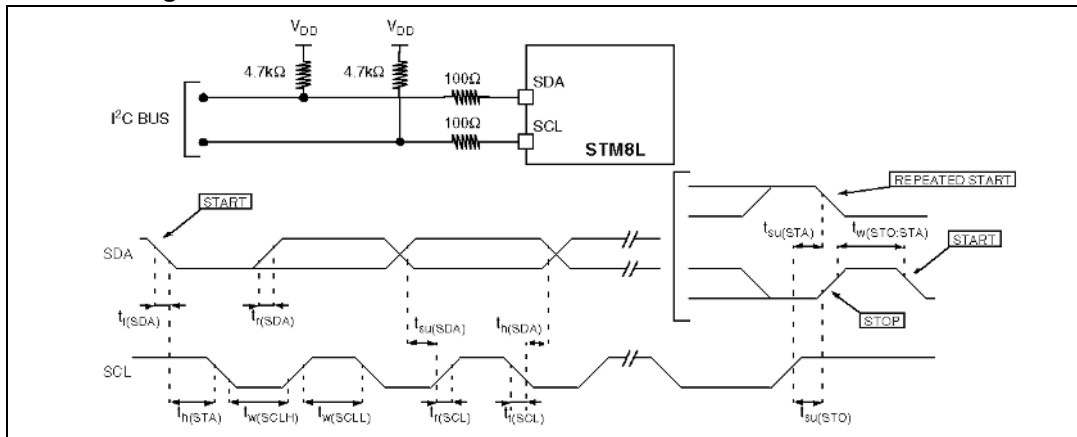 VDD VDD
4.7kΩ 4.7kΩ 100Ω
SDA
I²C BUS
100Ω
SCL
STM8L
REPEATED START
START
tsu(STA) tw(STO:STA)
START
SDA
tf(SDA) tr(SDA) tsu(SDA) th(SDA)
STOP
SCL
th(STA) tw(SCLH) tw(SCLL) tr(SCL) tf(SCL) tsu(STO)